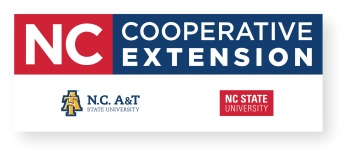 NC COOPERATIVE
EXTENSION
N.C. A&T
STATE UNIVERSITY
NC STATE
UNIVERSITY